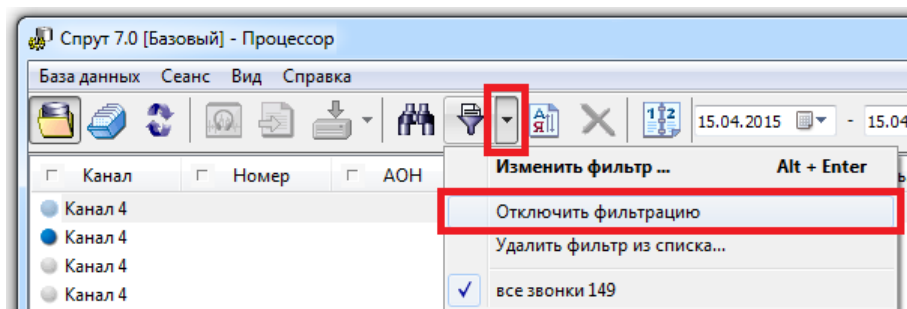 Спрут 7.0 [Базовый] - Процессор
База данных Сеанс Вид Справка
А Я 1 2 15.04.2015 - 15.04
Канал Номер АОН
Изменить фильтр ... Alt + Enter
Канал 4
Отключить фильтрацию
Канал 4
Удалить фильтр из списка...
Канал 4
Канал 4
все звонки 149